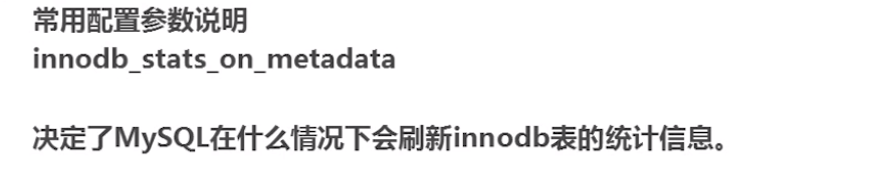 常用配置参数说明
innodb_stats_on_metadata
决定了MySQL在什么情况下会刷新innodb表的统计信息。